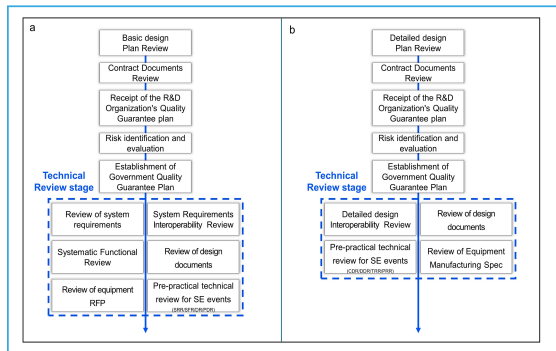 a
Basic design
Plan Review
Contract Documents
Review
Receipt of the R&D
Organization's Quality
Guarantee plan
Risk identification and
evaluation
Establishment of
Government Quality
Guarantee Plan
Technical
Review stage
Review of system
requirements
System Requirements
Interoperability Review
Systematic Functional
Review
Review of design
documents
Review of equipment
RFP
Pre-practical technical
review for SE events
(SRR/SFR/DR/PDR)
b
Detailed design
Plan Review
Contract Documents
Review
Receipt of the R&D
Organization's Quality
Guarantee plan
Risk identification and
evaluation
Establishment of
Government Quality
Guarantee Plan
Technical
Review stage
Detailed design
Interoperability Review
Review of design
documents
Pre-practical technical
review for SE events
(CDR/DDR/TRR/PRR)
Review of Equipment
Manufacturing Spec